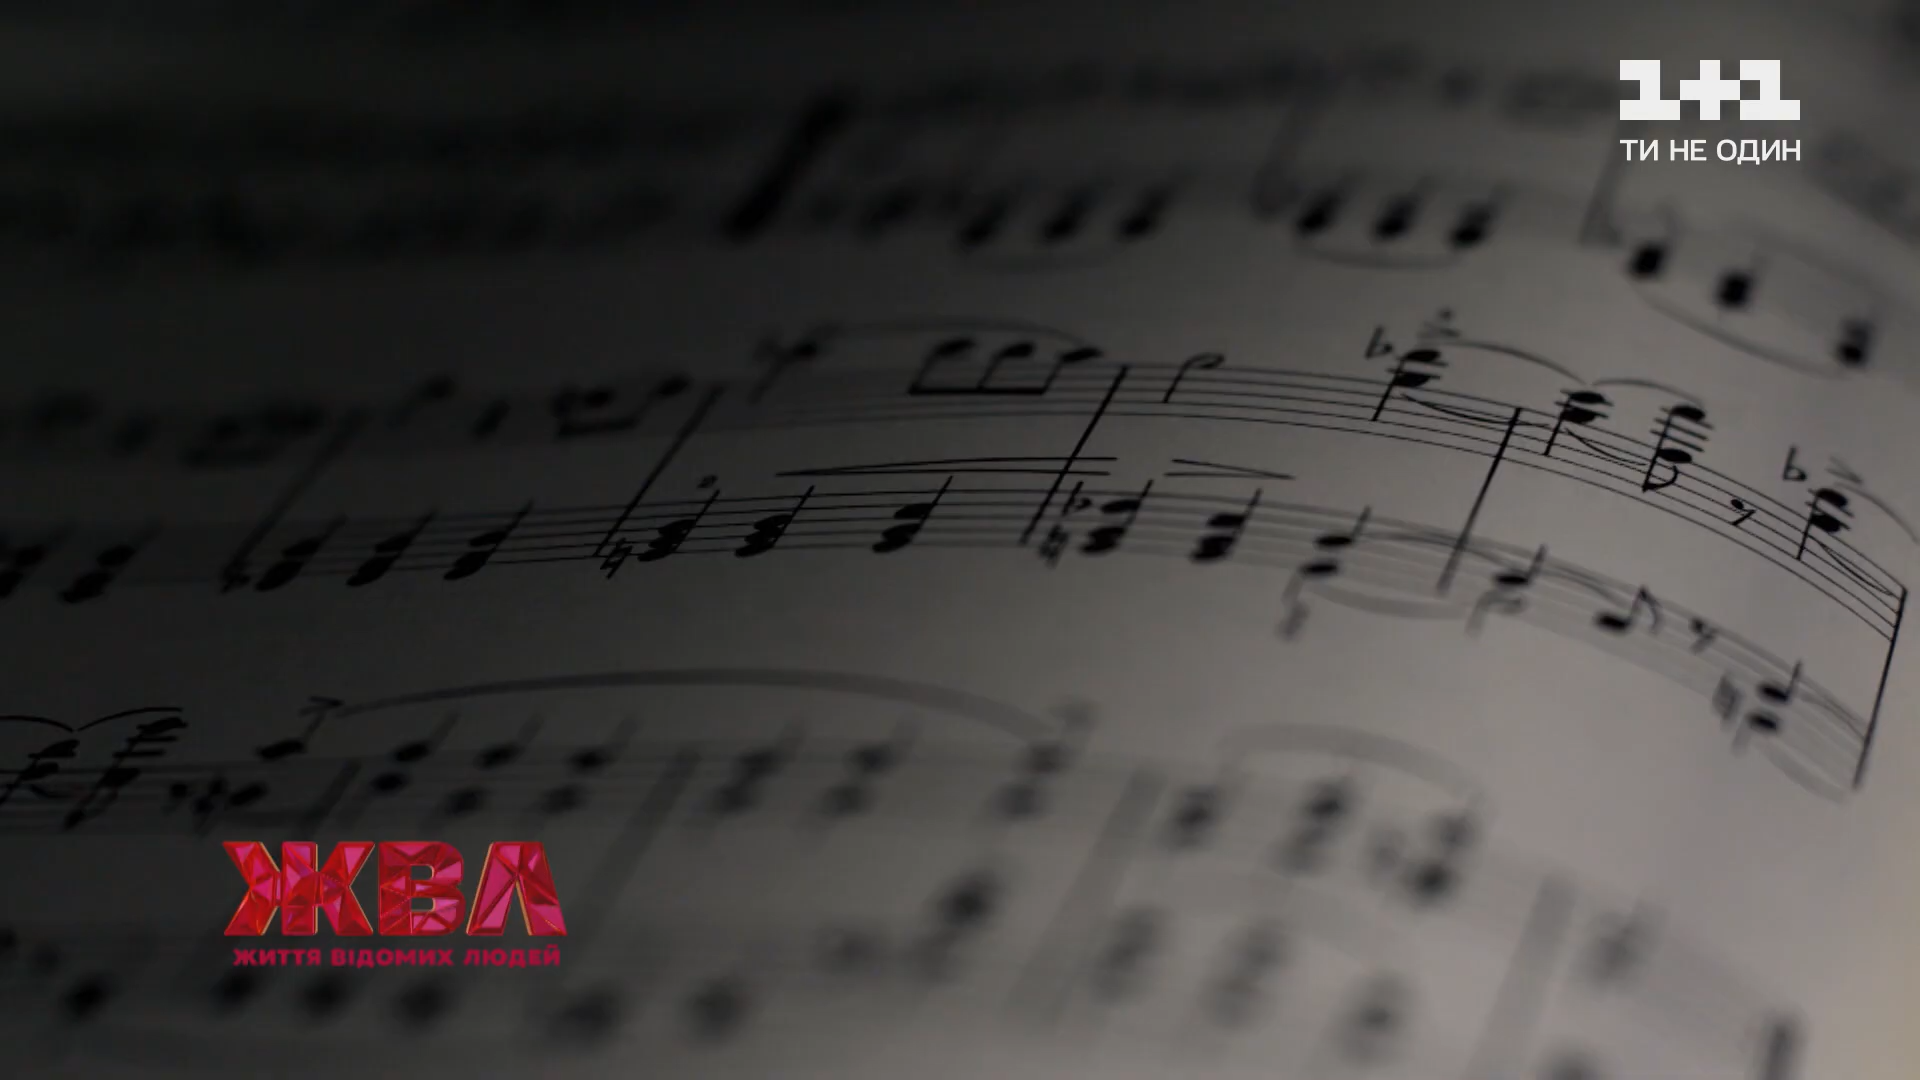 1+1
ТИ НЕ ОДИН
ЖВЛ
ЖИТТЯ ВІДОМИХ ЛЮДЕЙ